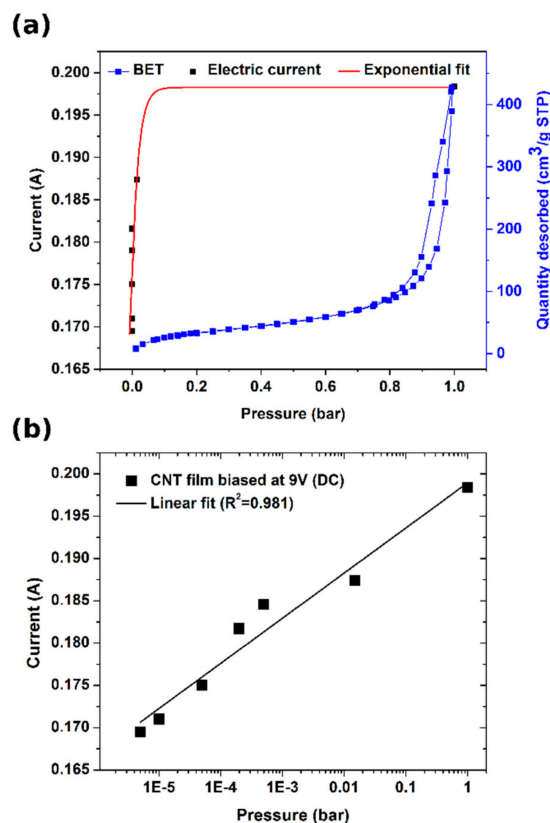 (a)
BET
Electric current
Exponential fit
0.200
0.195
0.190
0.185
0.180
0.175
0.170
0.165
Current (A)
400
300
200
100
0
Quantity desorbed (cm³/g STP)
0.0 0.2 0.4 0.6 0.8 1.0
Pressure (bar)
(b)
CNT film biased at 9V (DC)
Linear fit (R²=0.981)
0.200
0.195
0.190
0.185
0.180
0.175
0.170
0.165
Current (A)
1E-5 1E-4 1E-3 0.01 0.1 1
Pressure (bar)